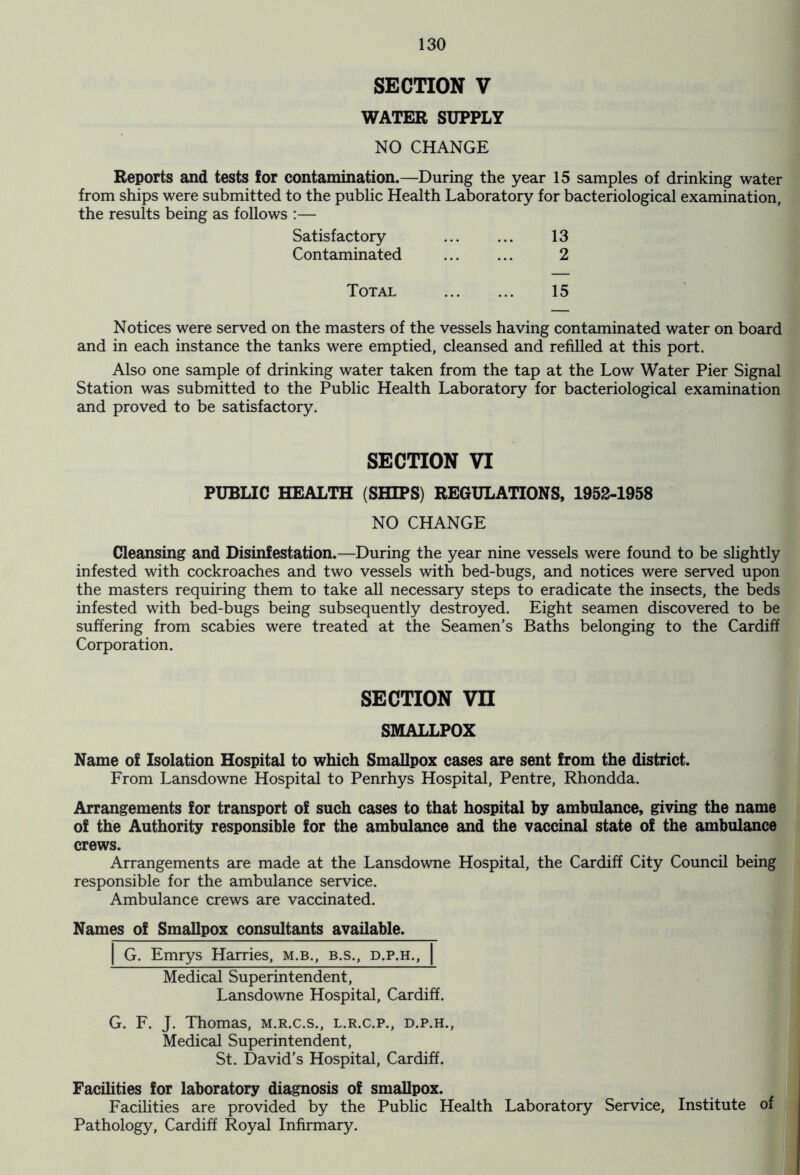 130
SECTION V
WATER SUPPLY
NO CHANGE
Reports and tests for contamination.—During the year 15 samples of drinking water
from ships were submitted to the public Health Laboratory for bacteriological examination,
the results being as follows :—
Satisfactory ... ... 13
Contaminated ... ... 2
TOTAL ... ... 15
Notices were served on the masters of the vessels having contaminated water on board
and in each instance the tanks were emptied, cleansed and refilled at this port.
Also one sample of drinking water taken from the tap at the Low Water Pier Signal
Station was submitted to the Public Health Laboratory for bacteriological examination
and proved to be satisfactory.
SECTION VI
PUBLIC HEALTH (SHIPS) REGULATIONS, 1952-1958
NO CHANGE
Cleansing and Disinfestation.—During the year nine vessels were found to be slightly
infested with cockroaches and two vessels with bed-bugs, and notices were served upon
the masters requiring them to take all necessary steps to eradicate the insects, the beds
infested with bed-bugs being subsequently destroyed. Eight seamen discovered to be
suffering from scabies were treated at the Seamen's Baths belonging to the Cardiff
Corporation.
SECTION VII
SMALLPOX
Name of Isolation Hospital to which Smallpox cases are sent from the district.
From Lansdowne Hospital to Penrhys Hospital, Pentre, Rhondda.
Arrangements for transport of such cases to that hospital by ambulance, giving the name
of the Authority responsible for the ambulance and the vaccinal state of the ambulance
crews.
Arrangements are made at the Lansdowne Hospital, the Cardiff City Council being
responsible for the ambulance service.
Ambulance crews are vaccinated.
Names of Smallpox consultants available.
| G. Emrys Harries, M.B., B.S., D.P.H., |
Medical Superintendent,
Lansdowne Hospital, Cardiff.
G. F. J. Thomas, M.R.C.S., L.R.C.P., D.P.H.,
Medical Superintendent,
St. David's Hospital, Cardiff.
Facilities for laboratory diagnosis of smallpox.
Facilities are provided by the Public Health Laboratory Service, Institute of
Pathology, Cardiff Royal Infirmary.